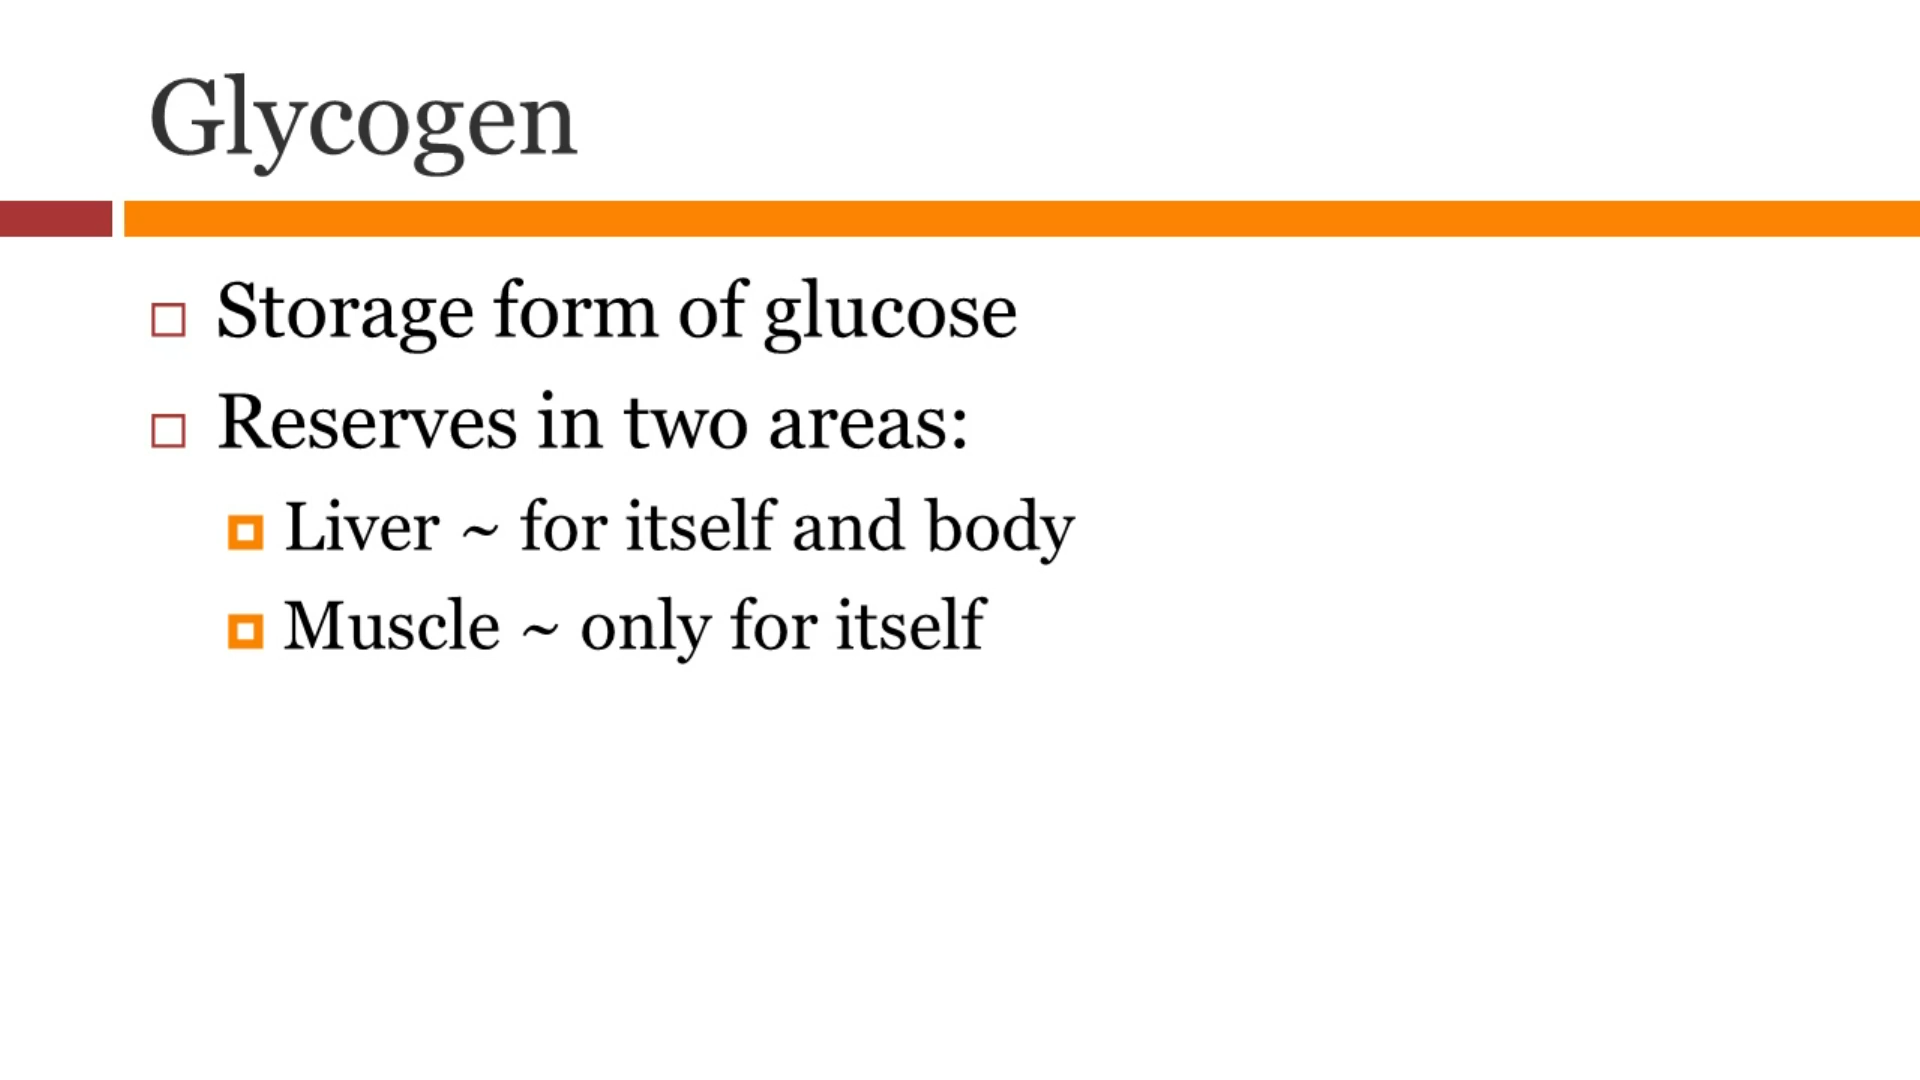 Glycogen
Storage form of glucose
Reserves in two areas:
Liver ~ for itself and body
Muscle ~ only for itself